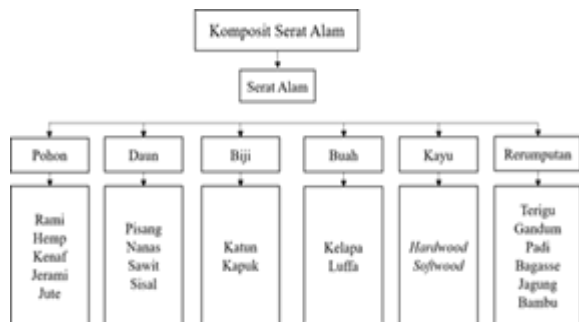 Komposit Serat Alam
Serat Alam
Pohon
Daun
Biji
Buah
Kayu
Rerumputan
Rami
Hemp
Kenaf
Jerami
Jute
Pisang
Nanas
Sawit
Sisal
Katun
Kapuk
Kelapa
Luffa
Hardwood
Softwood
Terigu
Gandum
Padi
Bagasse
Jagung
Bambu